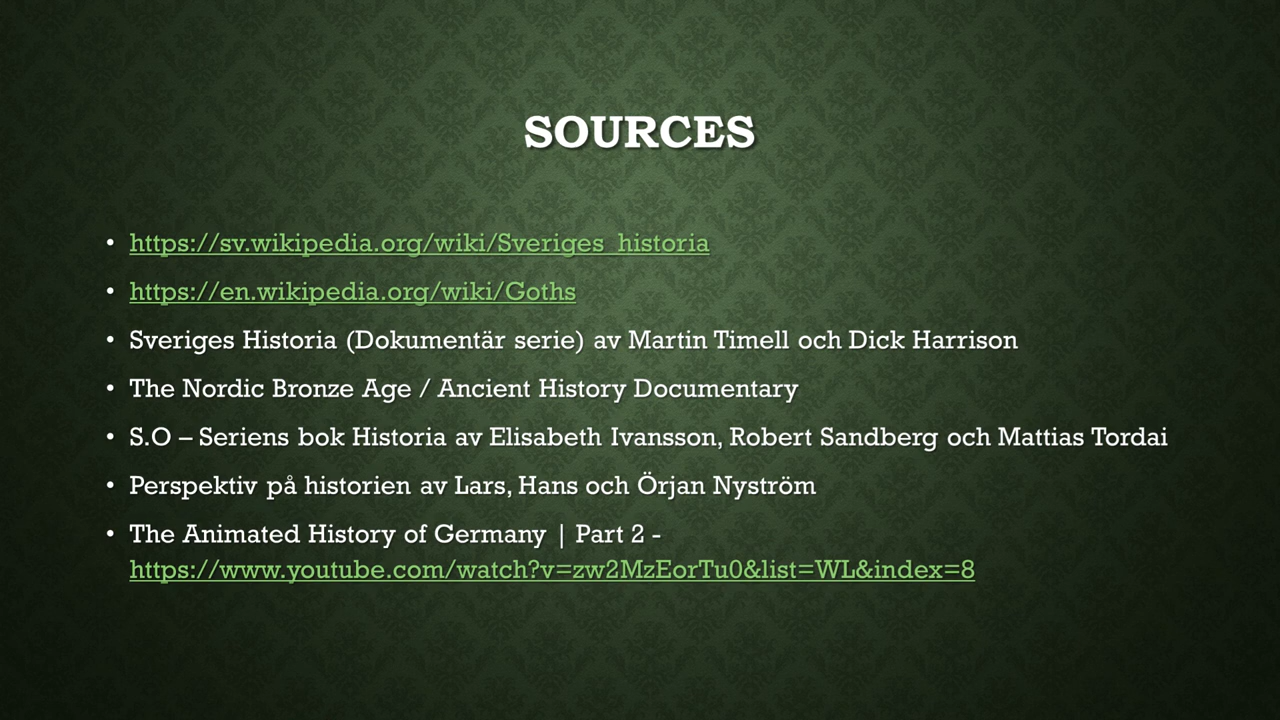 SOURCES
• https://sv.wikipedia.org/wiki/Sveriges_historia
• https://en.wikipedia.org/wiki/Goths
• Sveriges Historia (Dokumentär serie) av Martin Timell och Dick Harrison
• The Nordic Bronze Age / Ancient History Documentary
• S.O – Seriens bok Historia av Elisabeth Ivansson, Robert Sandberg och Mattias Tordai
• Perspektiv på historien av Lars, Hans och Örjan Nyström
• The Animated History of Germany | Part 2 -
https://www.youtube.com/watch?v=zw2MzEorTu0&list=WL&index=8